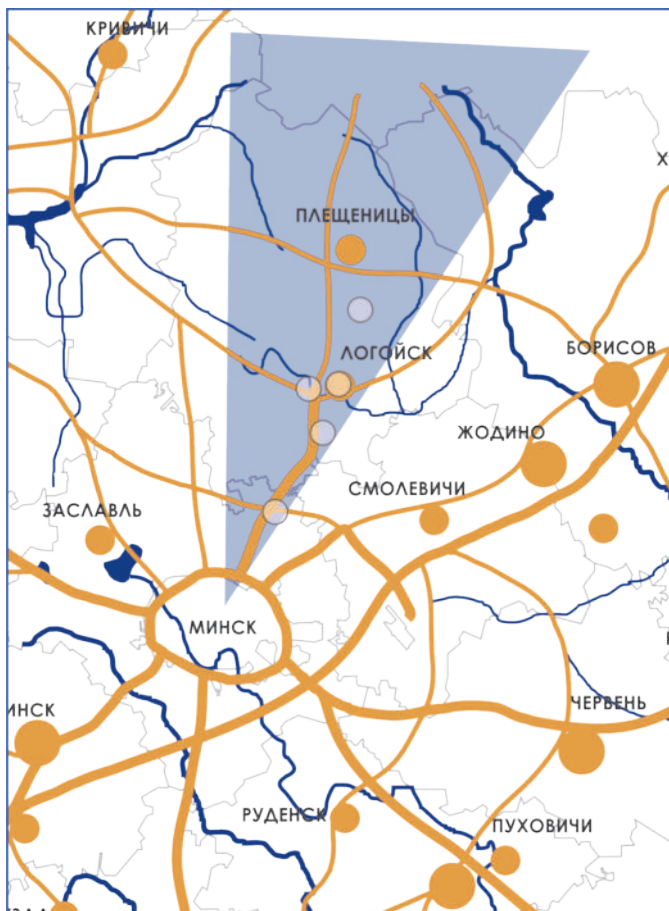 КРИВИЧИ
Х
ПЛЕЩЕНИЦЫ
ЛОГОЙСК
БОРИСОВ
ЖОДИНО
СМОЛЕВИЧИ
ЗАСЛАВЛЬ
МИНСК
ИНСК
ЧЕРВЕНЬ
РУДЕНСК
ПУХОВИЧИ